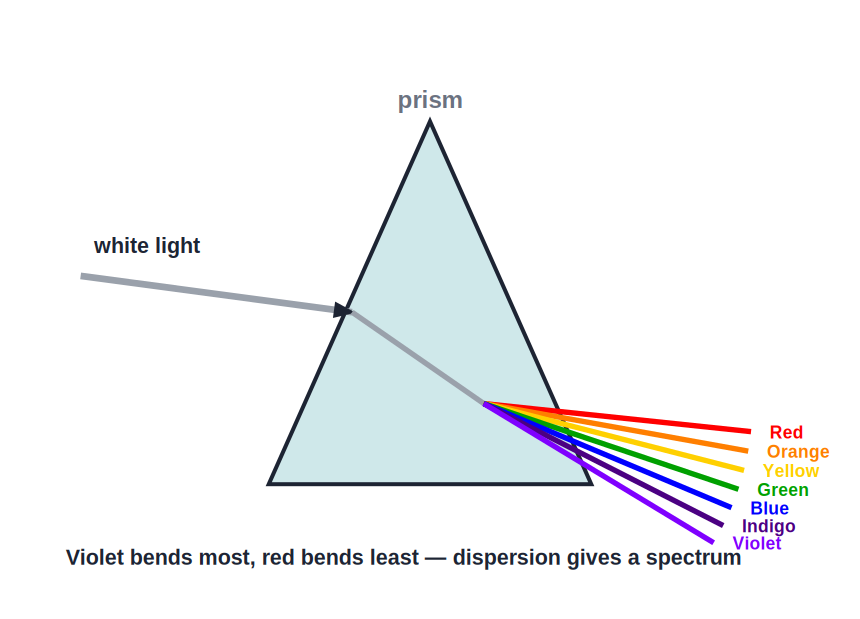 prism
white light
Red
Orange
Yellow
Green
Blue
Indigo
Violet
Violet bends most, red bends least — dispersion gives a spectrum